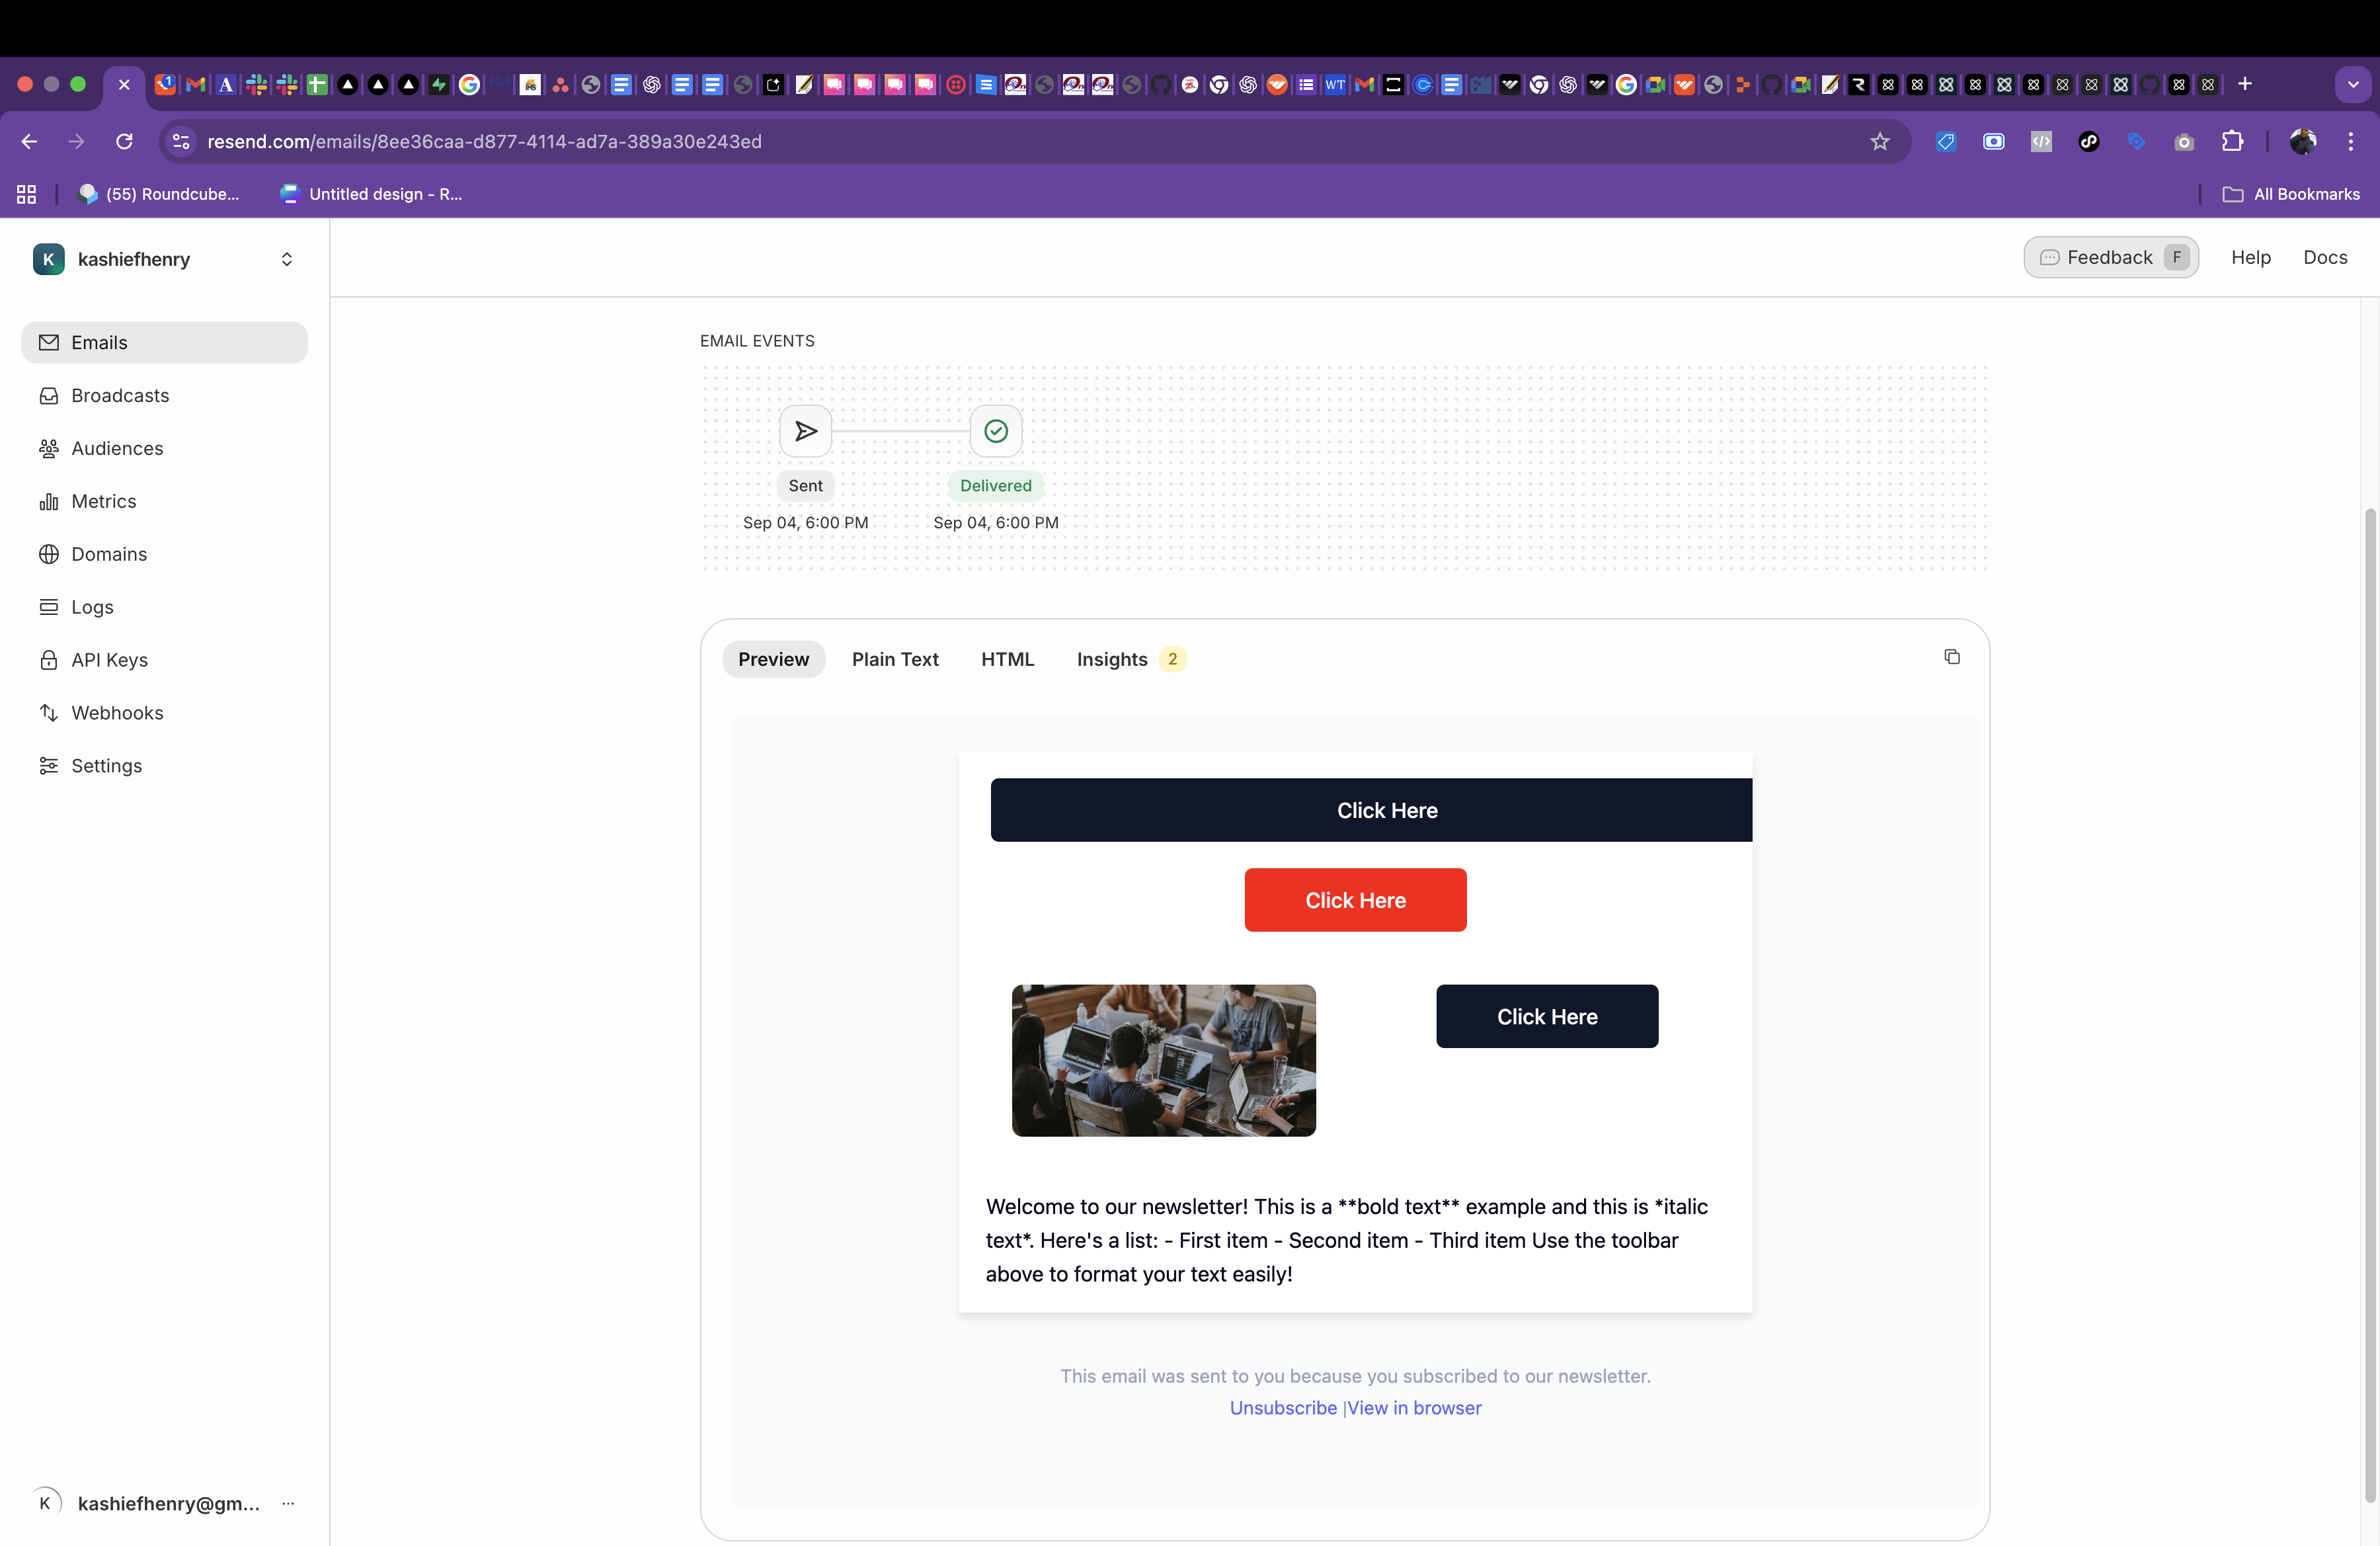 resend.com/emails/8ee36caa-d877-4114-ad7a-389a30e243ed
(55) Roundcube...
Untitled design - R...
All Bookmarks
K kashiefhenry
Feedback F
Help
Docs
Emails
Broadcasts
Audiences
Metrics
Domains
Logs
API Keys
Webhooks
Settings
K kashiefhenry@gm... ...
EMAIL EVENTS
Sent
Delivered
Sep 04, 6:00 PM
Sep 04, 6:00 PM
Preview
Plain Text
HTML
Insights 2
Click Here
Click Here
Click Here
Welcome to our newsletter! This is a **bold text** example and this is *italic
text*. Here's a list: - First item - Second item - Third item Use the toolbar
above to format your text easily!
This email was sent to you because you subscribed to our newsletter.
Unsubscribe |View in browser